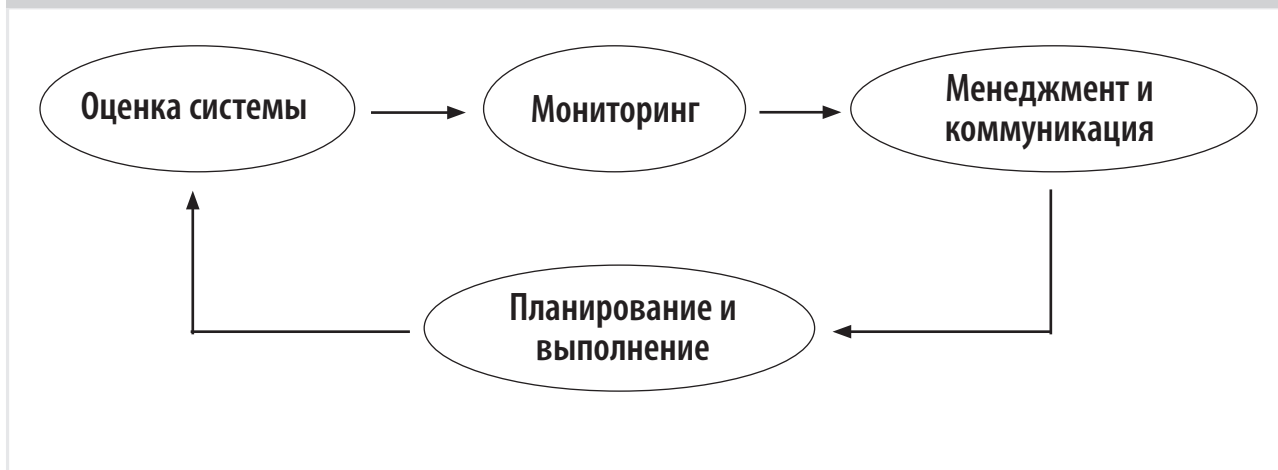 Оценка системы
Мониторинг
Менеджмент и
коммуникация
Планирование и
выполнение